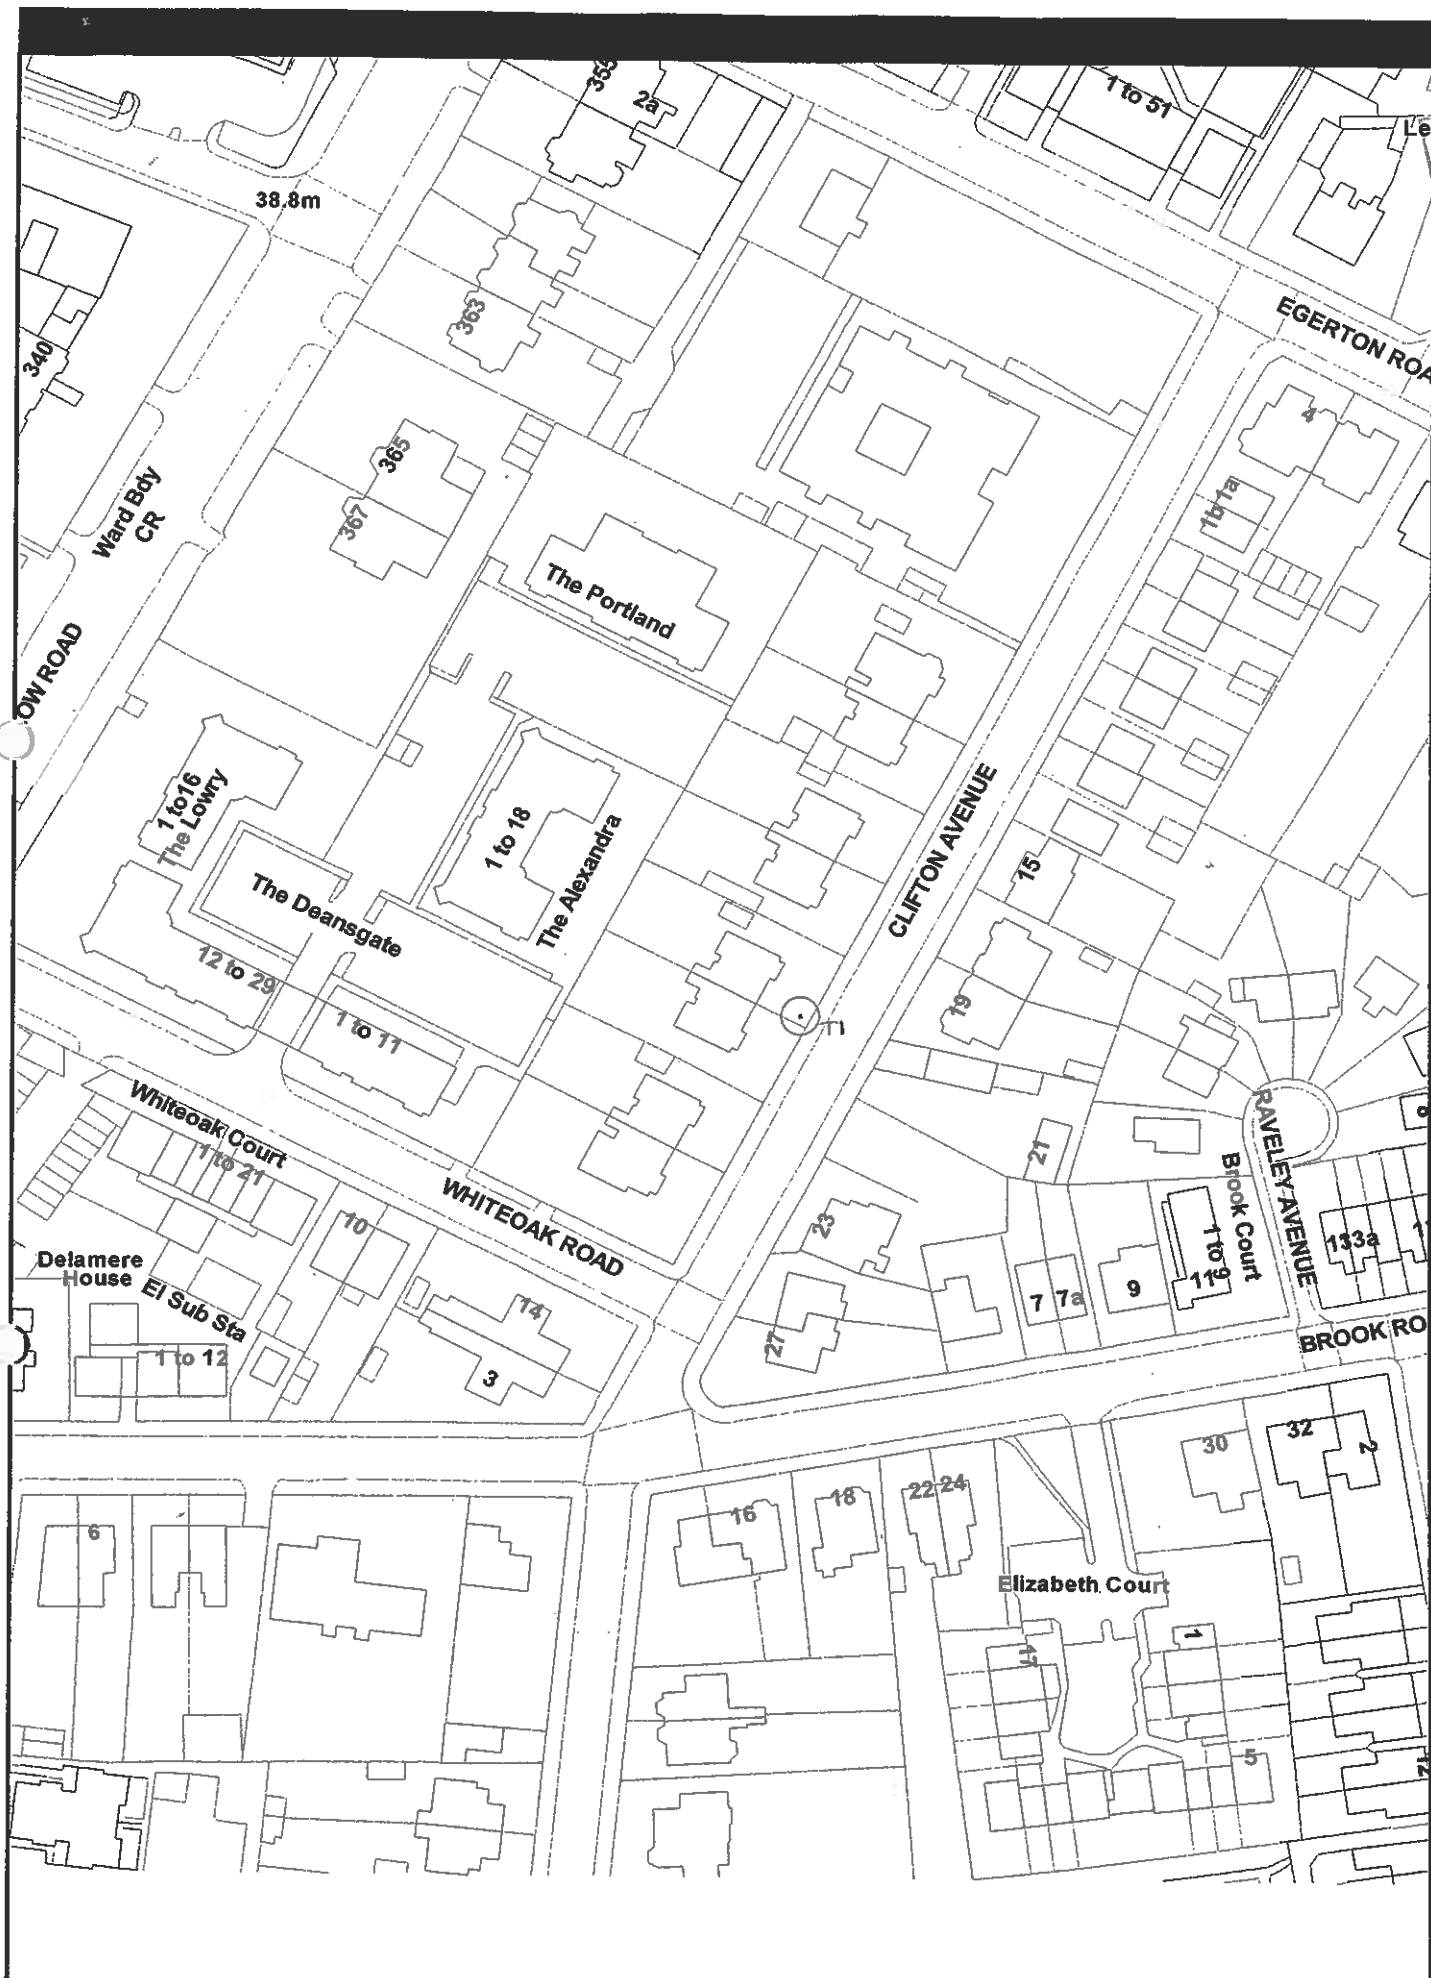 355
2a
1 to 51
Le
38.8m
EGERTON ROA
363
340
4
365
1b
1a
Ward Bdy
CR
367
The Portland
OW ROAD
1 to 16
The Lowry
1 to 18
The Alexandra
CLIFTON AVENUE
15
The Deansgate
12 to 29
19
1 to 11
T1
Whiteoak Court
1 to 21
21
RAVELEY AVENUE
Brook Court
1 to 9
WHITEOAK ROAD
10
23
133a
Delamere
House
El Sub Sta
7
7a
9
11
14
27
BROOK RO
1 to 12
3
32
2
30
16
18
22
24
6
Elizabeth Court
17
1
5